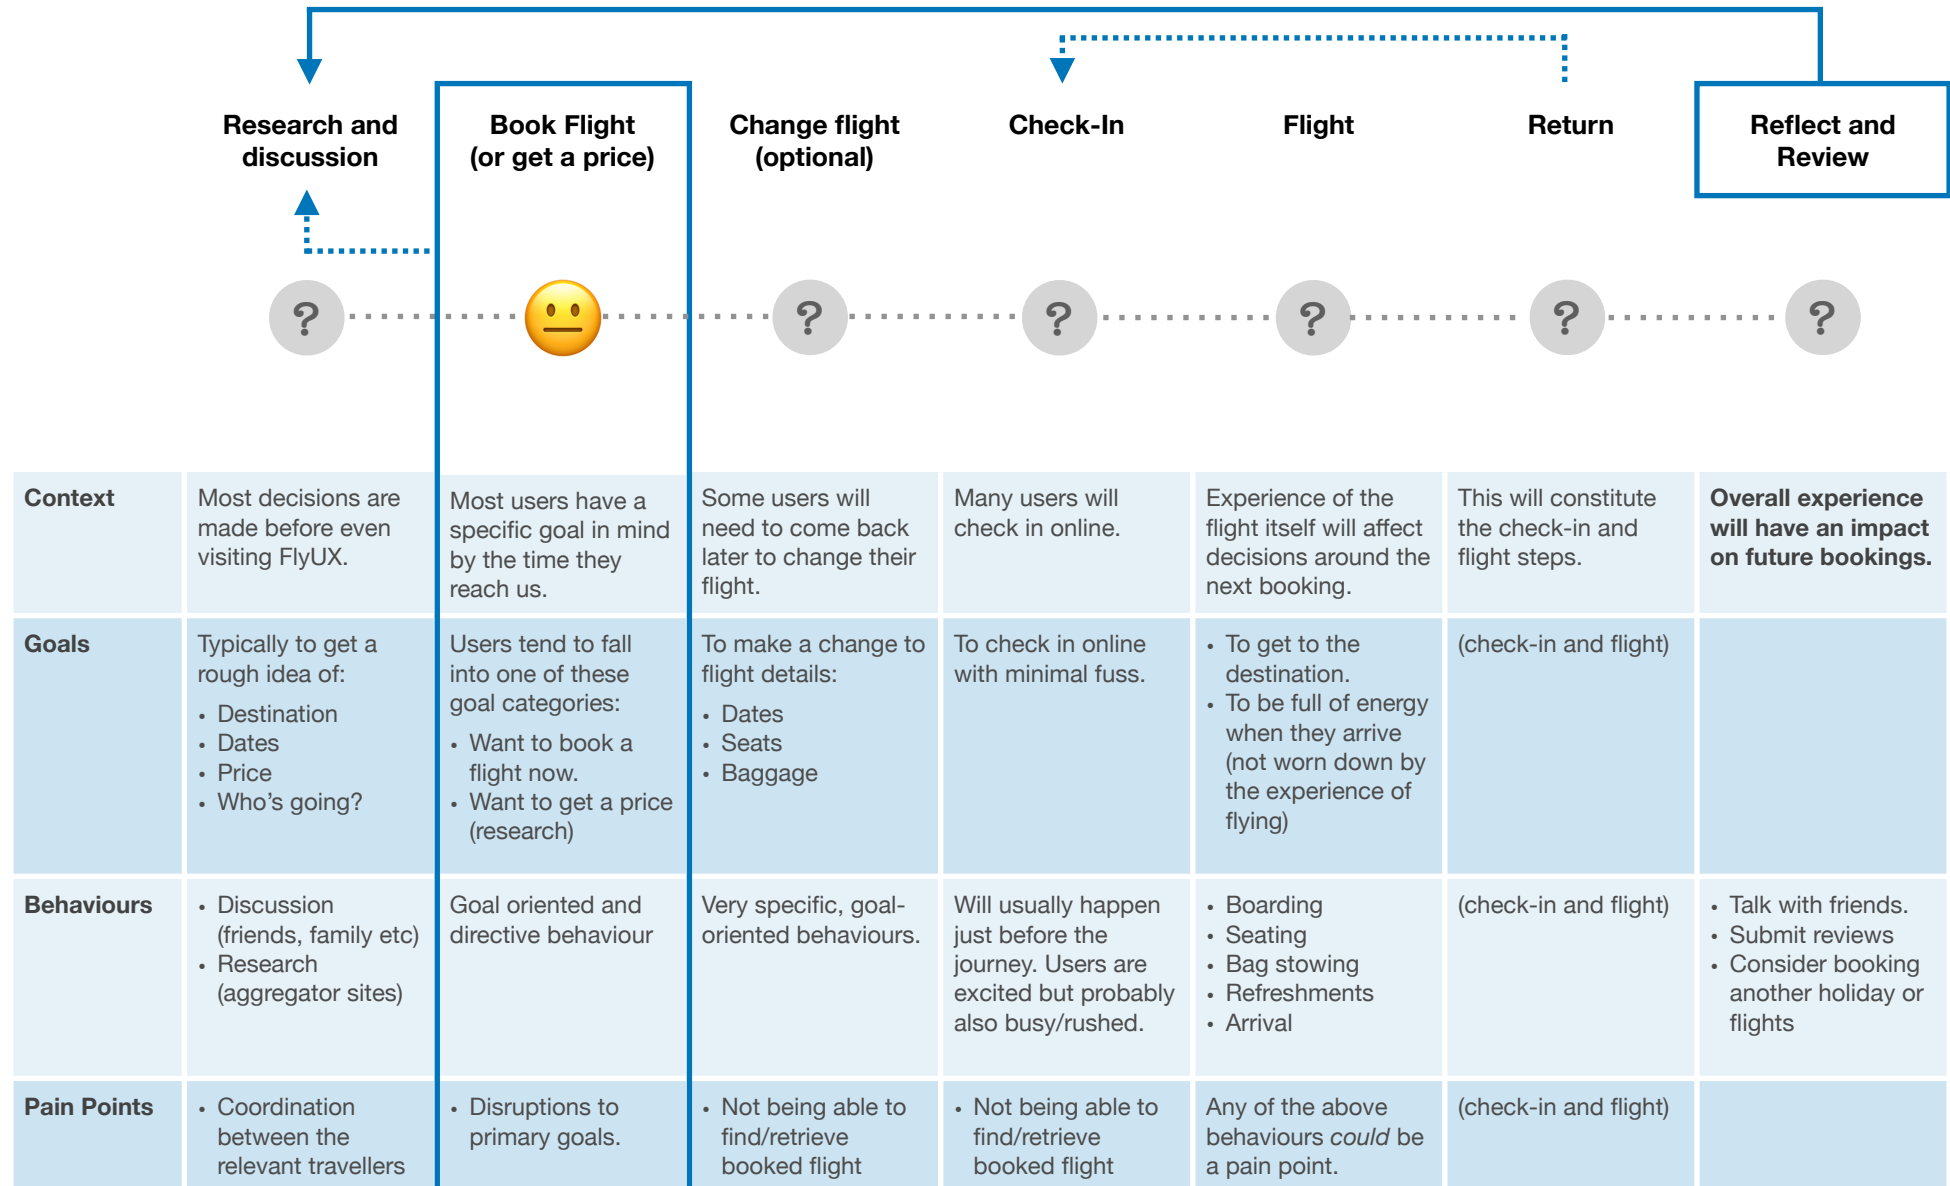 Research and
discussion
Book Flight
(or get a price)
Change flight
(optional)
Check-In
Flight
Return
Reflect and
Review
?
?
?
?
?
?
Context
Most decisions are
made before even
visiting FlyUX.
Most users have a
specific goal in mind
by the time they
reach us.
Some users will
need to come back
later to change their
flight.
Many users will
check in online.
Experience of the
flight itself will affect
decisions around the
next booking.
This will constitute
the check-in and
flight steps.
Overall experience
will have an impact
on future bookings.
Goals
Typically to get a
rough idea of:
• Destination
• Dates
• Price
• Who's going?
Users tend to fall
into one of these
goal categories:
• Want to book a
flight now.
• Want to get a price
(research)
To make a change to
flight details:
• Dates
• Seats
• Baggage
To check in online
with minimal fuss.
• To get to the
destination.
• To be full of energy
when they arrive
(not worn down by
the experience of
flying)
(check-in and flight)
Behaviours
• Discussion
(friends, family etc)
• Research
(aggregator sites)
Goal oriented and
directive behaviour
Very specific, goal-
oriented behaviours.
Will usually happen
just before the
journey. Users are
excited but probably
also busy/rushed.
• Boarding
• Seating
• Bag stowing
• Refreshments
• Arrival
(check-in and flight)
• Talk with friends.
• Submit reviews
• Consider booking
another holiday or
flights
Pain Points
• Coordination
between the
relevant travellers
• Disruptions to
primary goals.
• Not being able to
find/retrieve
booked flight
• Not being able to
find/retrieve
booked flight
Any of the above
behaviours could be
a pain point.
(check-in and flight)